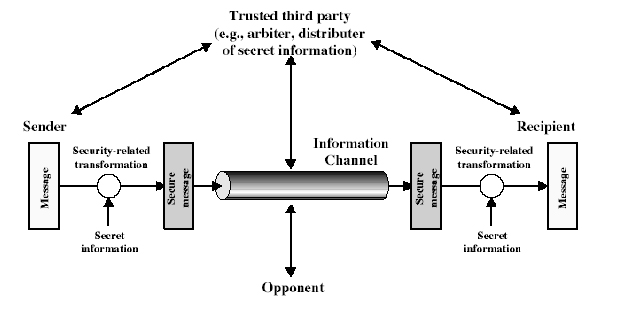 Trusted third party
(e.g., arbiter, distributer
of secret information)
Sender
Recipient
Information
Channel
Security-related
transformation
Security-related
transformation
Message
Secure
message
Secure
message
Message
Secret
information
Secret
information
Opponent